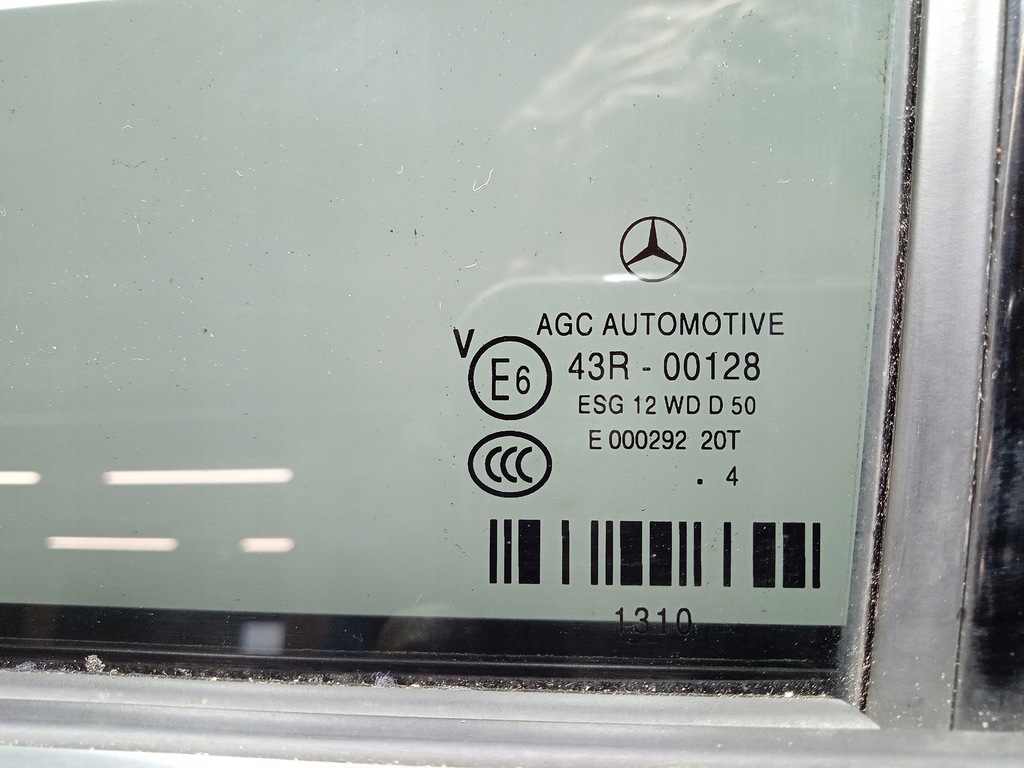 AGC AUTOMOTIVE
V
E6
43R - 00128
ESG 12 WD D 50
E 000292 20T
CCC
. 4
1310